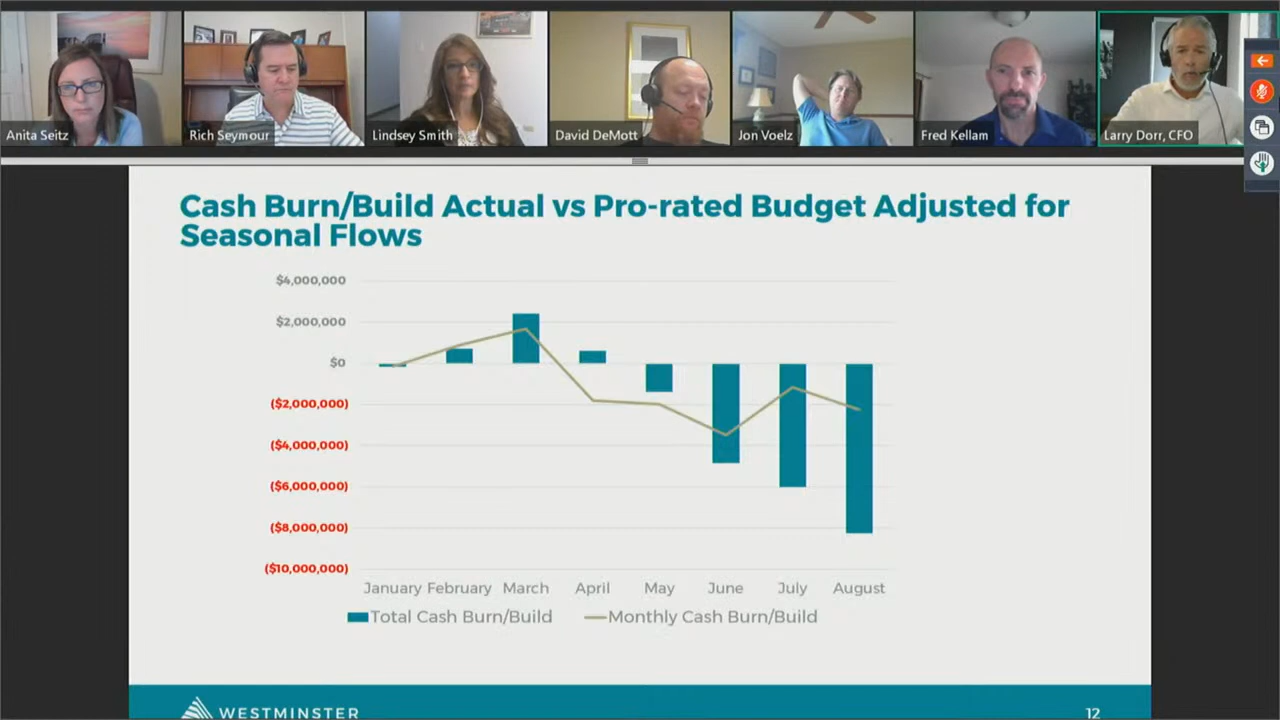 Anita Seitz
Rich Seymour
Lindsey Smith
David DeMott
Jon Voelz
Fred Kellam
Larry Dorr, CFO
Cash Burn/Build Actual vs Pro-rated Budget Adjusted for
Seasonal Flows
$4,000,000
$2,000,000
$0
($2,000,000)
($4,000,000)
($6,000,000)
($8,000,000)
($10,000,000)
January February March April May June July August
Total Cash Burn/Build Monthly Cash Burn/Build
WESTMINSTER 12